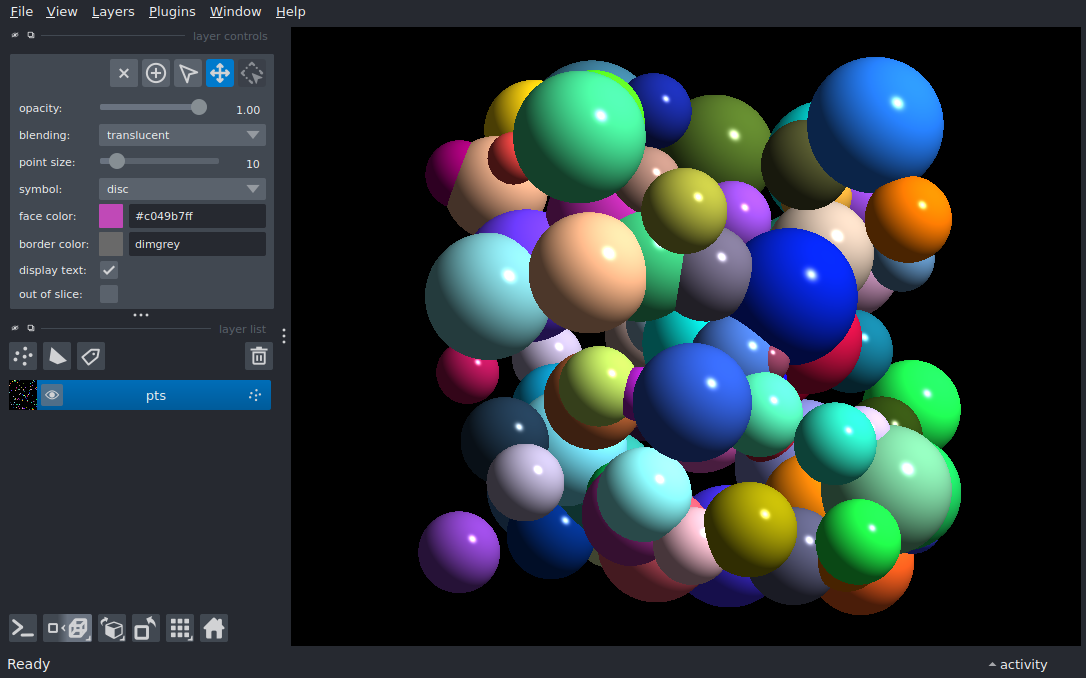 File View Layers Plugins Window Help
layer controls
opacity: 1.00
blending: translucent
point size: 10
symbol: disc
face color: #c049b7ff
border color: dimgrey
display text:
out of slice:
layer list
pts
Ready
activity